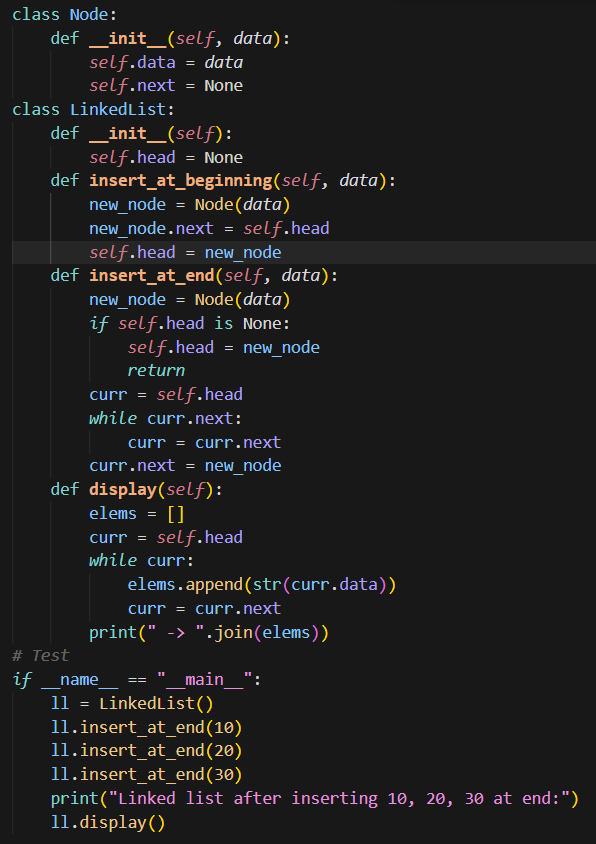 class Node:
    def __init__(self, data):
        self.data = data
        self.next = None
class LinkedList:
    def __init__(self):
        self.head = None
    def insert_at_beginning(self, data):
        new_node = Node(data)
        new_node.next = self.head
        self.head = new_node
    def insert_at_end(self, data):
        new_node = Node(data)
        if self.head is None:
            self.head = new_node
            return
        curr = self.head
        while curr.next:
            curr = curr.next
        curr.next = new_node
    def display(self):
        elems = []
        curr = self.head
        while curr:
            elems.append(str(curr.data))
            curr = curr.next
        print(" -> ".join(elems))
# Test
if __name__ == "__main__":
    ll = LinkedList()
    ll.insert_at_end(10)
    ll.insert_at_end(20)
    ll.insert_at_end(30)
    print("Linked list after inserting 10, 20, 30 at end:")
    ll.display()